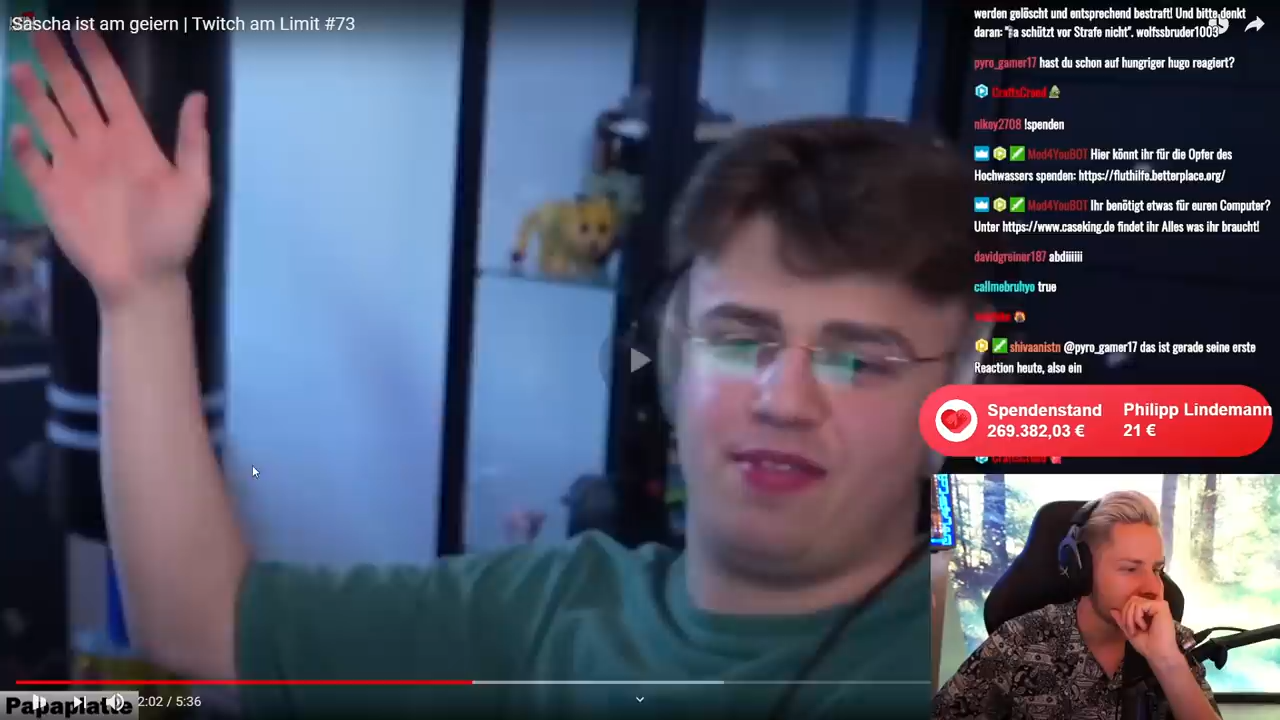 Sascha ist am geiern | Twitch am Limit #73
werden gelöscht und entsprechend bestraft! Und bitte denkt
a schützt vor Strafe nicht". wolfssbruder1003
pyro_gamer17 hast du schon auf hungriger hugo reagiert?
CraftsCreed
nikey2708 !spenden
Mod4YouBOT Hier könnt ihr für die Opfer des
Hochwassers spenden: https://fluthilfe.betterplace.org/
Mod4YouBOT Ihr benötigt etwas für euren Computer?
Unter https://www.caseking.de findet ihr Alles was ihr braucht!
davidgreiner187 abdiiiiii
callmebruhyo true
shivaanistn @pyro_gamer17 das ist gerade seine erste
Reaction heute, also ein
Spendenstand
269.382,03 €
Philipp Lindemann
21 €
CraftsCreed
2:02 / 5:36
Papaplatte